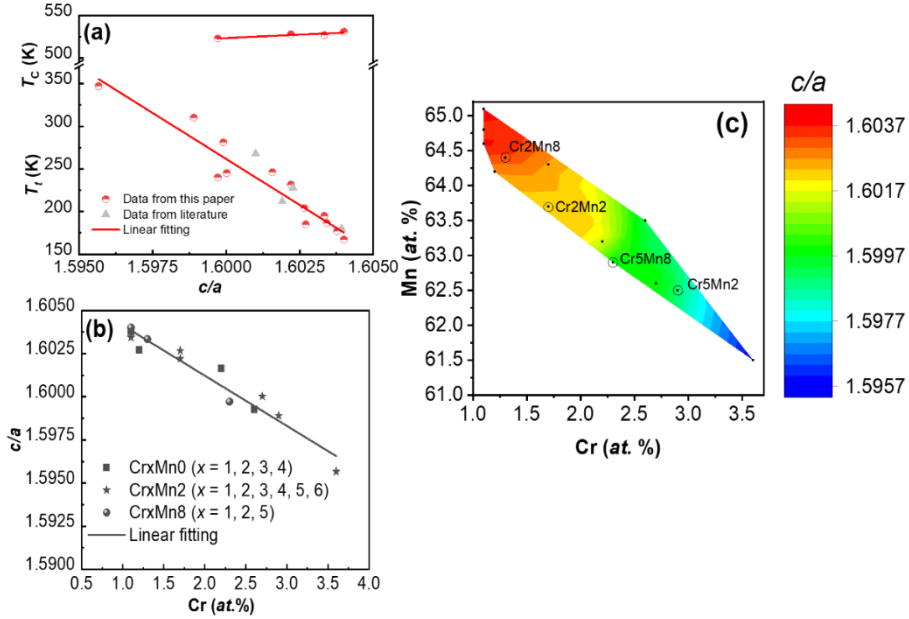 (a)
550
525
500
T_C (K)
350
300
250
200
150
T_t (K)
Data from this paper
Data from literature
Linear fitting
1.5950 1.5975 1.6000 1.6025 1.6050
c/a
(b)
1.6050
1.6025
1.6000
1.5975
1.5950
1.5925
1.5900
c/a
CrxMn0 (x = 1, 2, 3, 4)
CrxMn2 (x = 1, 2, 3, 4, 5, 6)
CrxMn8 (x = 1, 2, 5)
Linear fitting
0.5 1.0 1.5 2.0 2.5 3.0 3.5 4.0
Cr (at.%)
(c)
65.0
64.5
64.0
63.5
63.0
62.5
62.0
61.5
61.0
Mn (at. %)
Cr2Mn8
Cr2Mn2
Cr5Mn8
Cr5Mn2
1.0 1.5 2.0 2.5 3.0 3.5
Cr (at. %)
c/a
1.6037
1.6017
1.5997
1.5977
1.5957